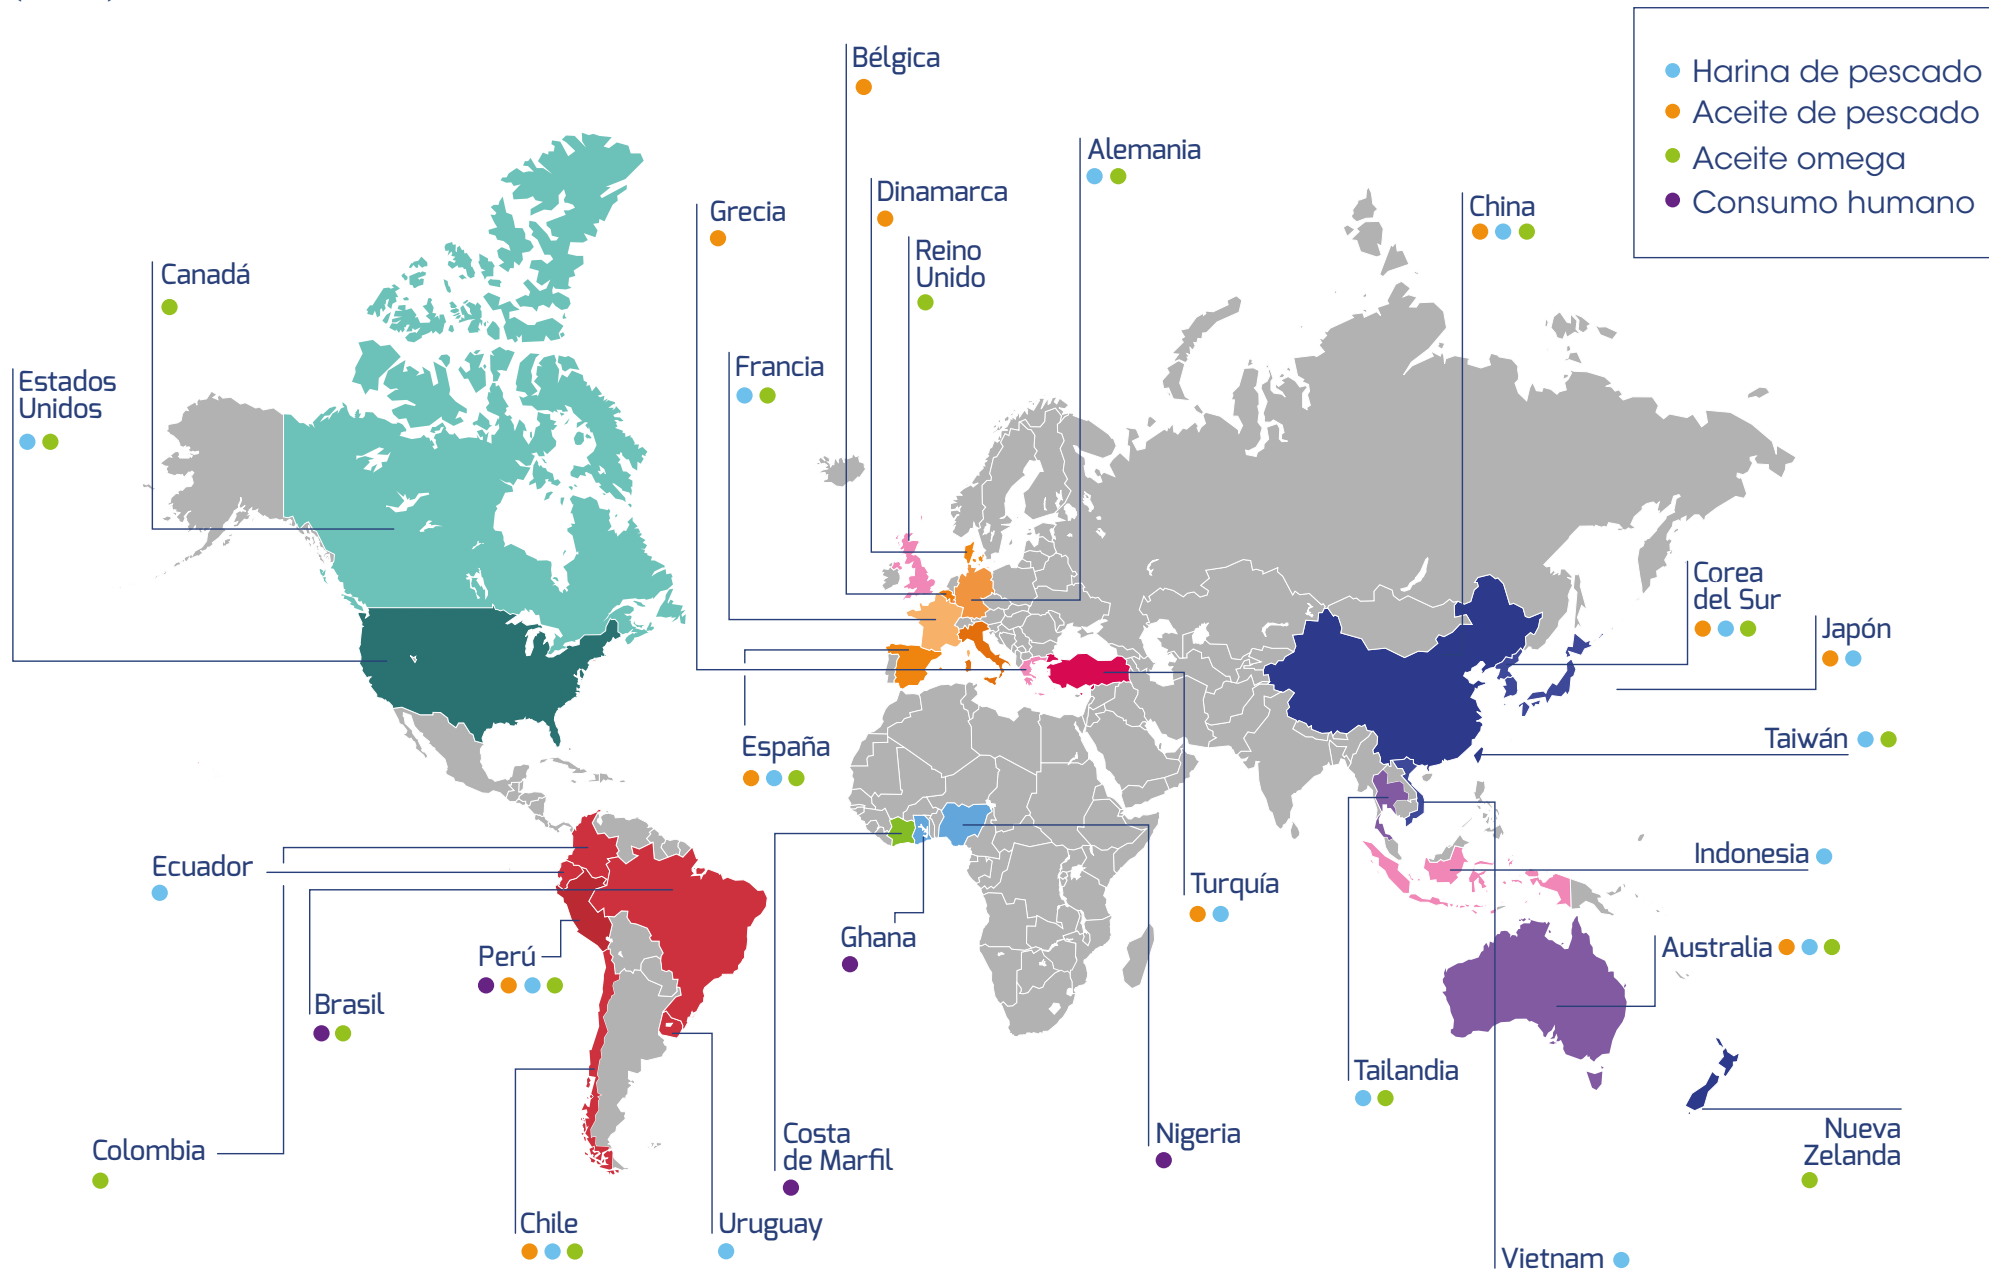 Bélgica
Harina de pescado
Aceite de pescado
Aceite omega
Consumo humano
Alemania
Dinamarca
Grecia
China
Reino
Unido
Canadá
Francia
Estados
Unidos
Corea
del Sur
Japón
España
Taiwán
Ecuador
Indonesia
Turquía
Ghana
Perú
Australia
Brasil
Tailandia
Costa
de Marfil
Nigeria
Nueva
Zelanda
Colombia
Chile
Uruguay
Vietnam